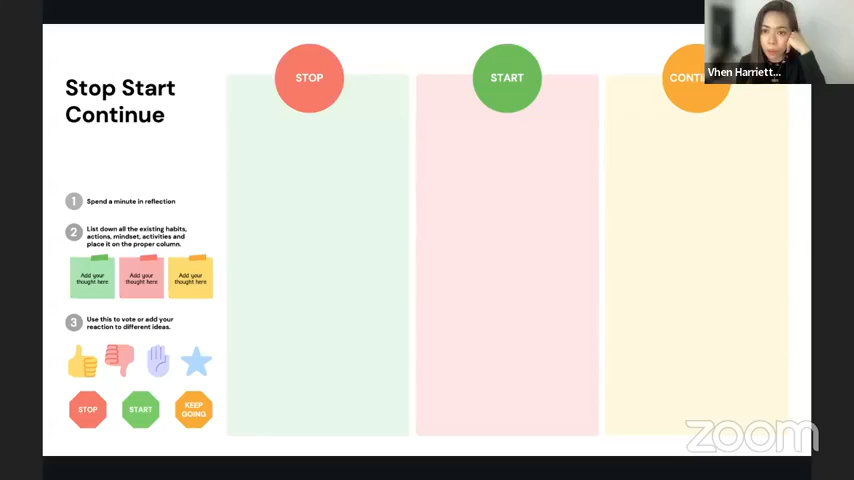 Stop Start
Continue
1
Spend a minute in reflection
2
List down all the existing habits,
actions, mindset, activities and
place it on the proper column.
Add your
thought here
Add your
thought here
Add your
thought here
3
Use this to vote or add your
reaction to different ideas.
STOP
START
KEEP
GOING
STOP
START
CONTI
Vhen Harriett...
zoom